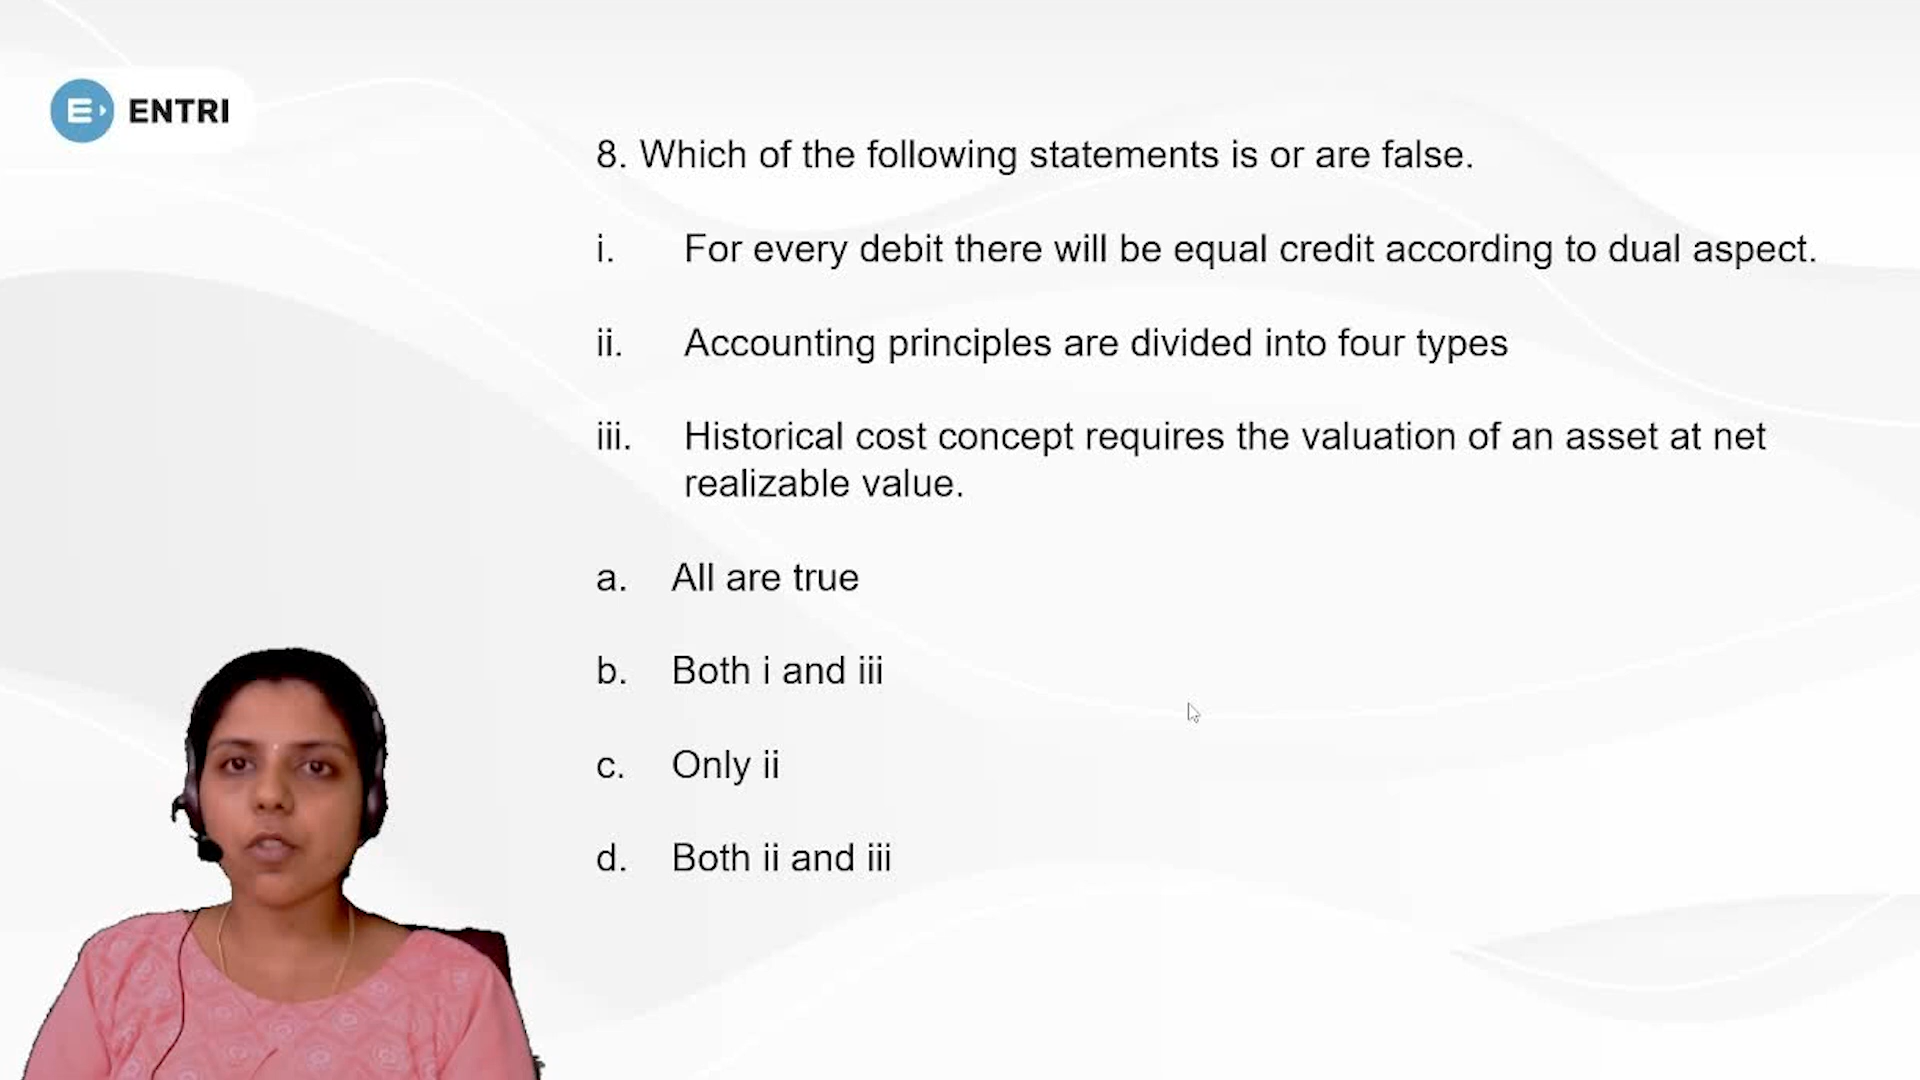 ENTRI
8. Which of the following statements is or are false.
i. For every debit there will be equal credit according to dual aspect.
ii. Accounting principles are divided into four types
iii. Historical cost concept requires the valuation of an asset at net
realizable value.
a. All are true
b. Both i and iii
c. Only ii
d. Both ii and iii